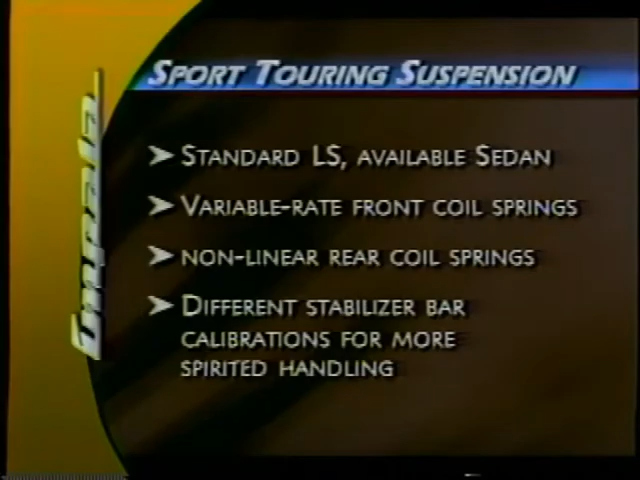 SPORT TOURING SUSPENSION
Impala
➤ STANDARD LS, AVAILABLE SEDAN
➤ VARIABLE-RATE FRONT COIL SPRINGS
➤ NON-LINEAR REAR COIL SPRINGS
➤ DIFFERENT STABILIZER BAR
CALIBRATIONS FOR MORE
SPIRITED HANDLING